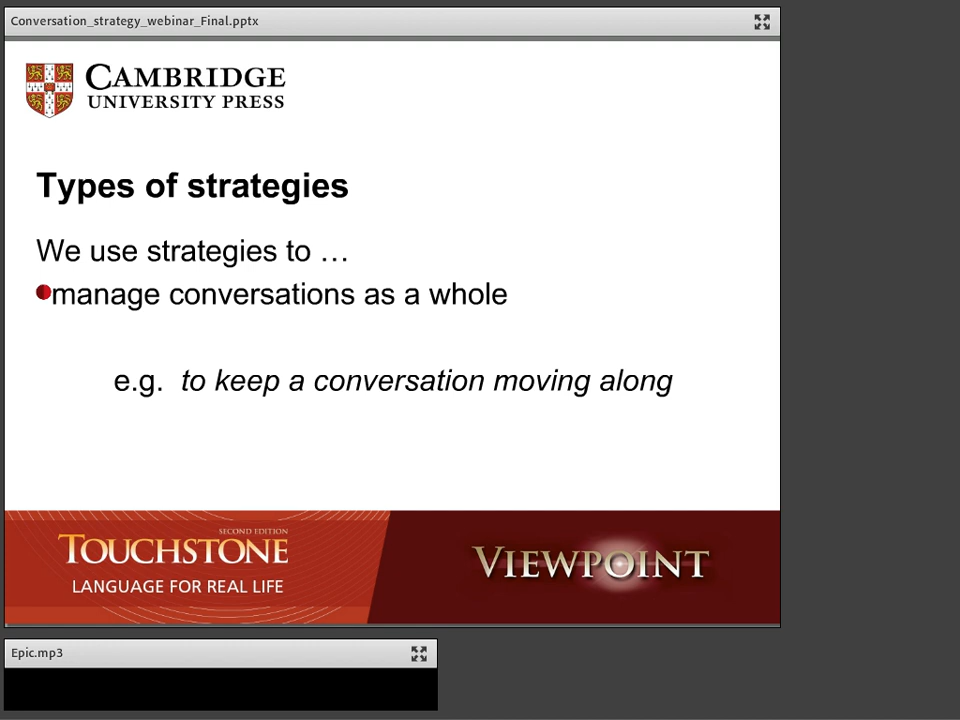 Conversation_strategy_webinar_Final.pptx
CAMBRIDGE
UNIVERSITY PRESS
Types of strategies
We use strategies to …
manage conversations as a whole
e.g. to keep a conversation moving along
SECOND EDITION
TOUCHSTONE
LANGUAGE FOR REAL LIFE
VIEWPOINT
Epic.mp3